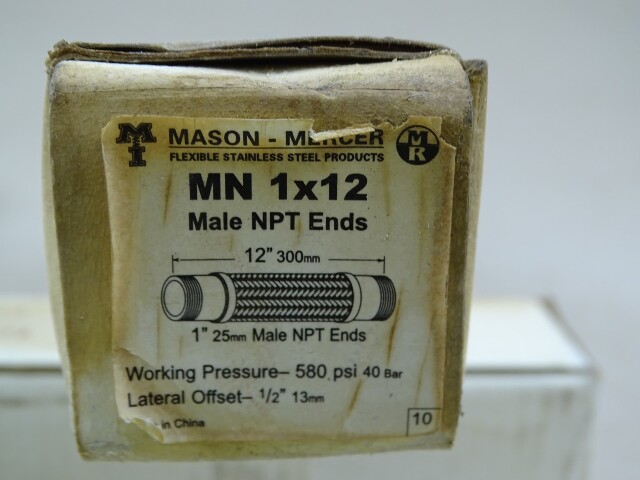 MI MASON - MERCER MR
FLEXIBLE STAINLESS STEEL PRODUCTS
MN 1x12
Male NPT Ends
12" 300mm
1" 25mm Male NPT Ends
Working Pressure– 580 psi 40 Bar
Lateral Offset– 1/2" 13mm
in China
10